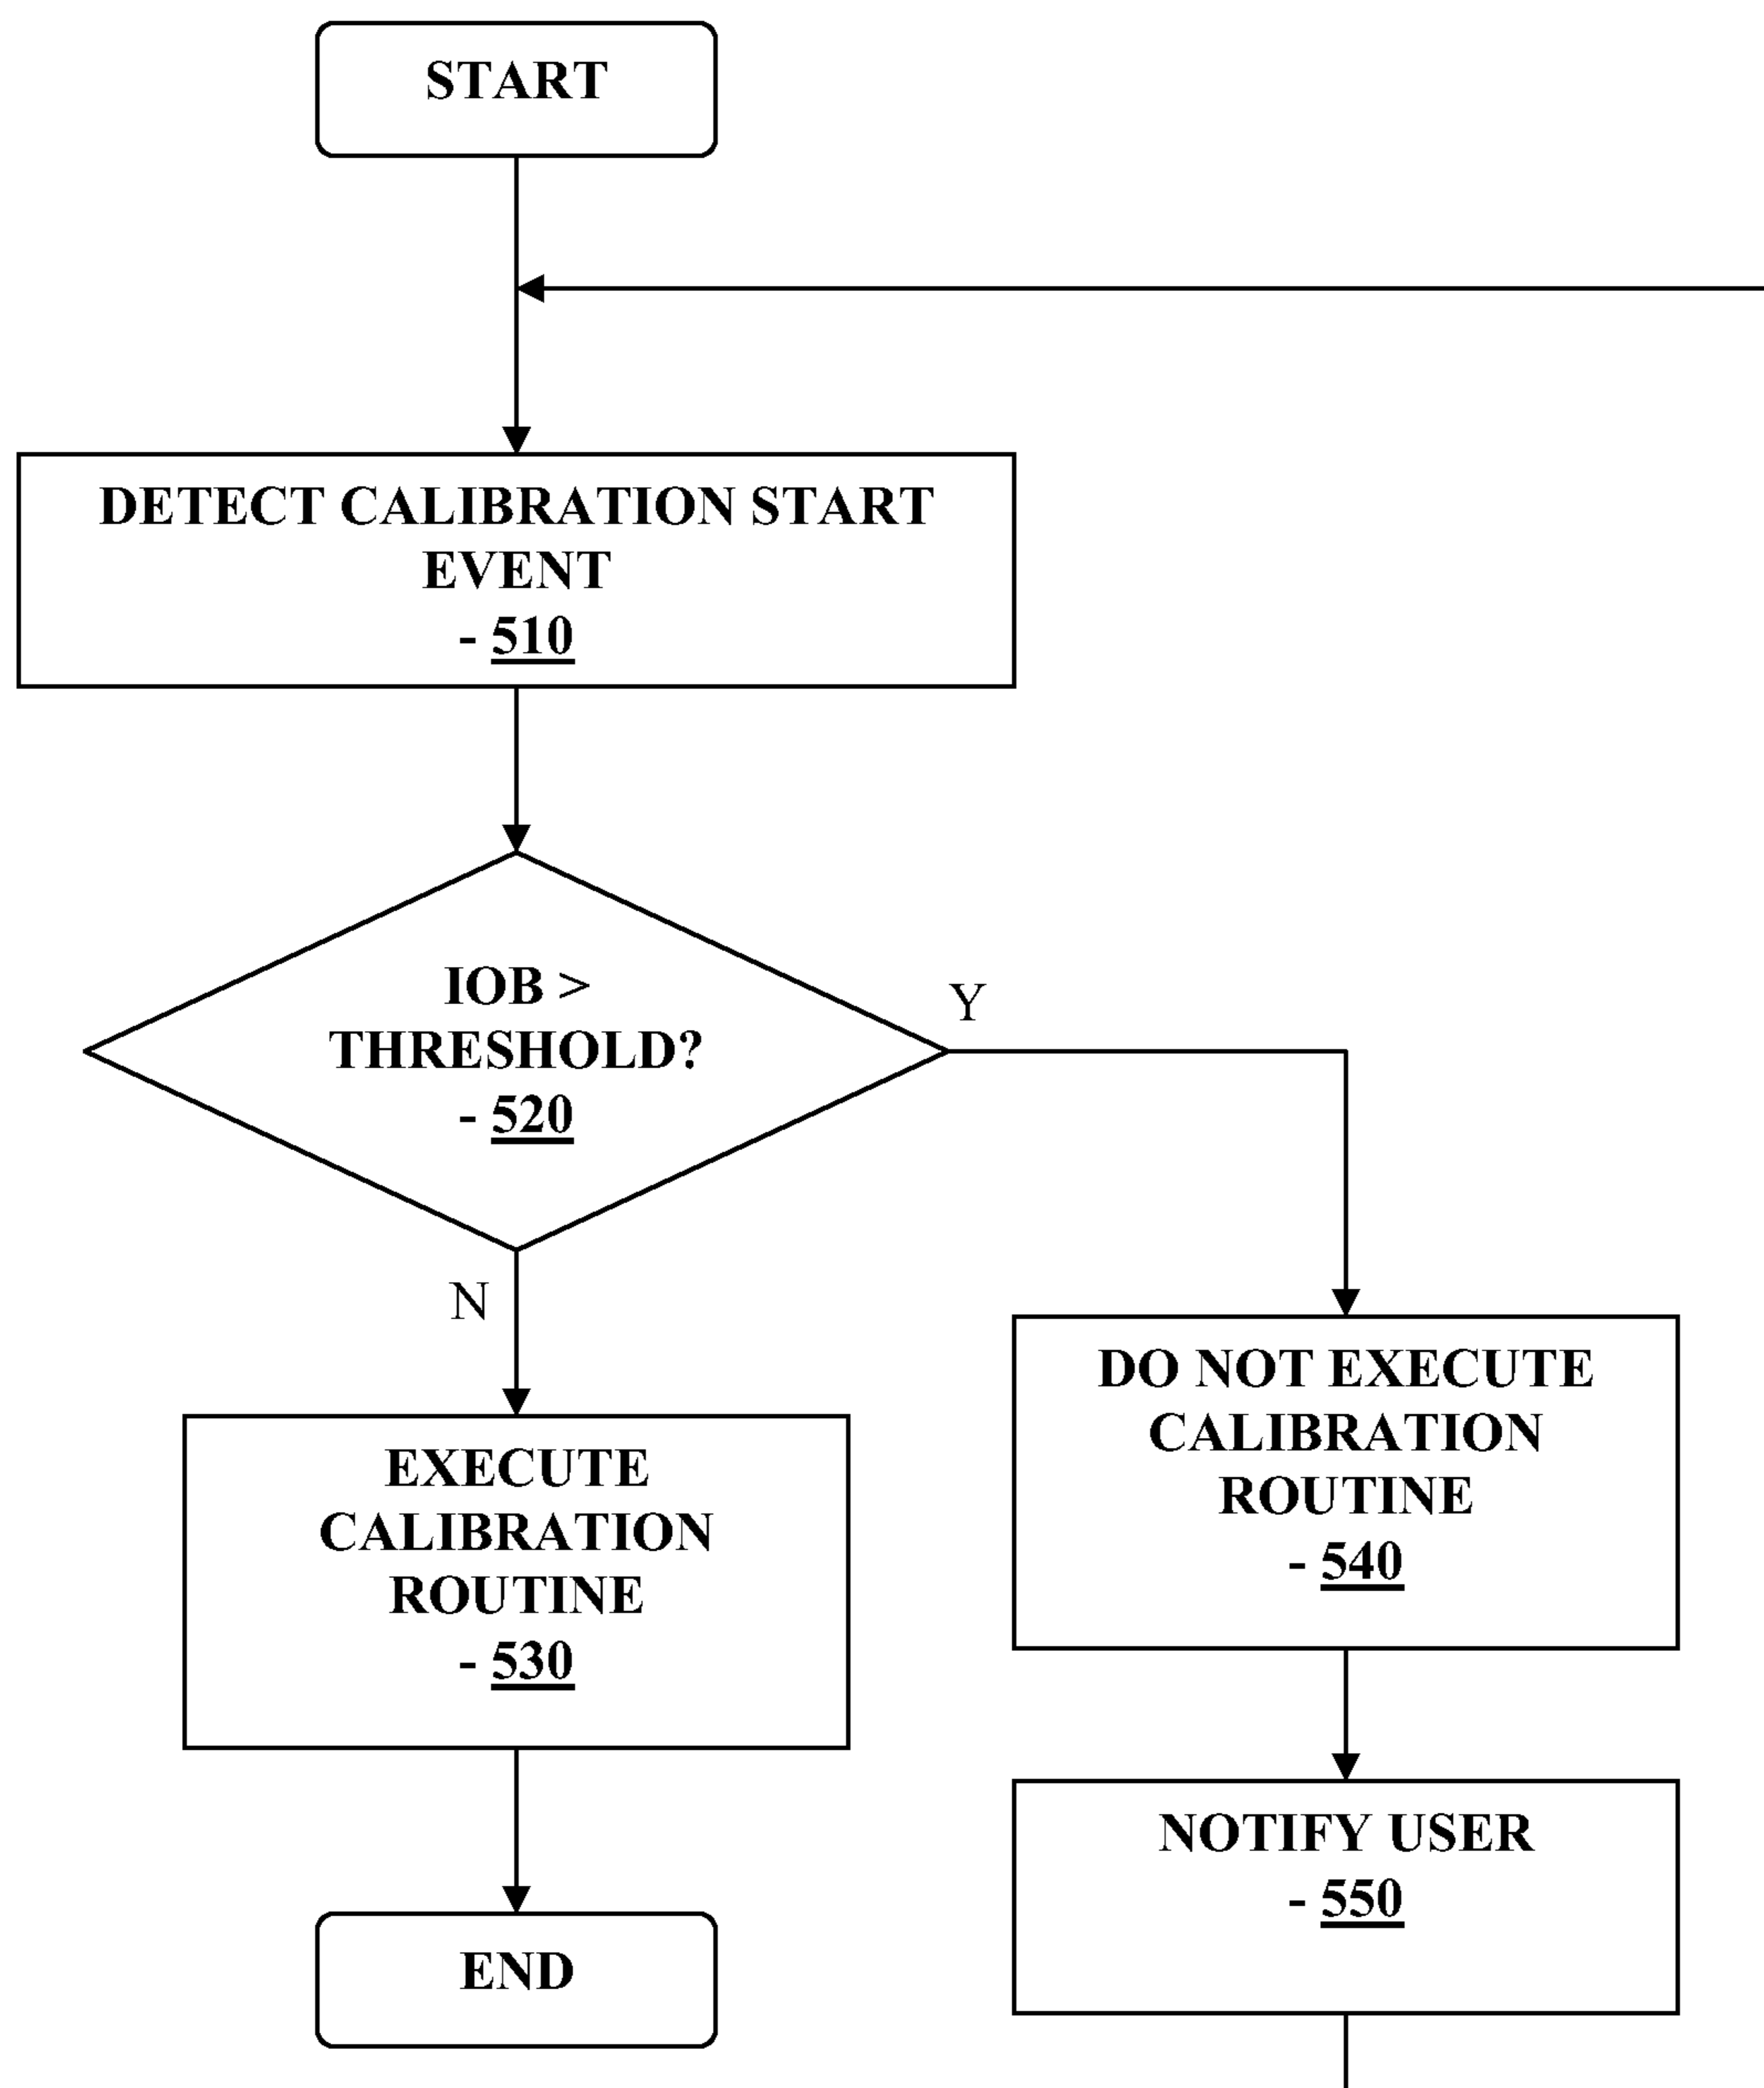 START
DETECT CALIBRATION START
EVENT
- 510
IOB >
THRESHOLD?
- 520
Y
N
DO NOT EXECUTE
CALIBRATION
ROUTINE
- 540
EXECUTE
CALIBRATION
ROUTINE
- 530
NOTIFY USER
- 550
END